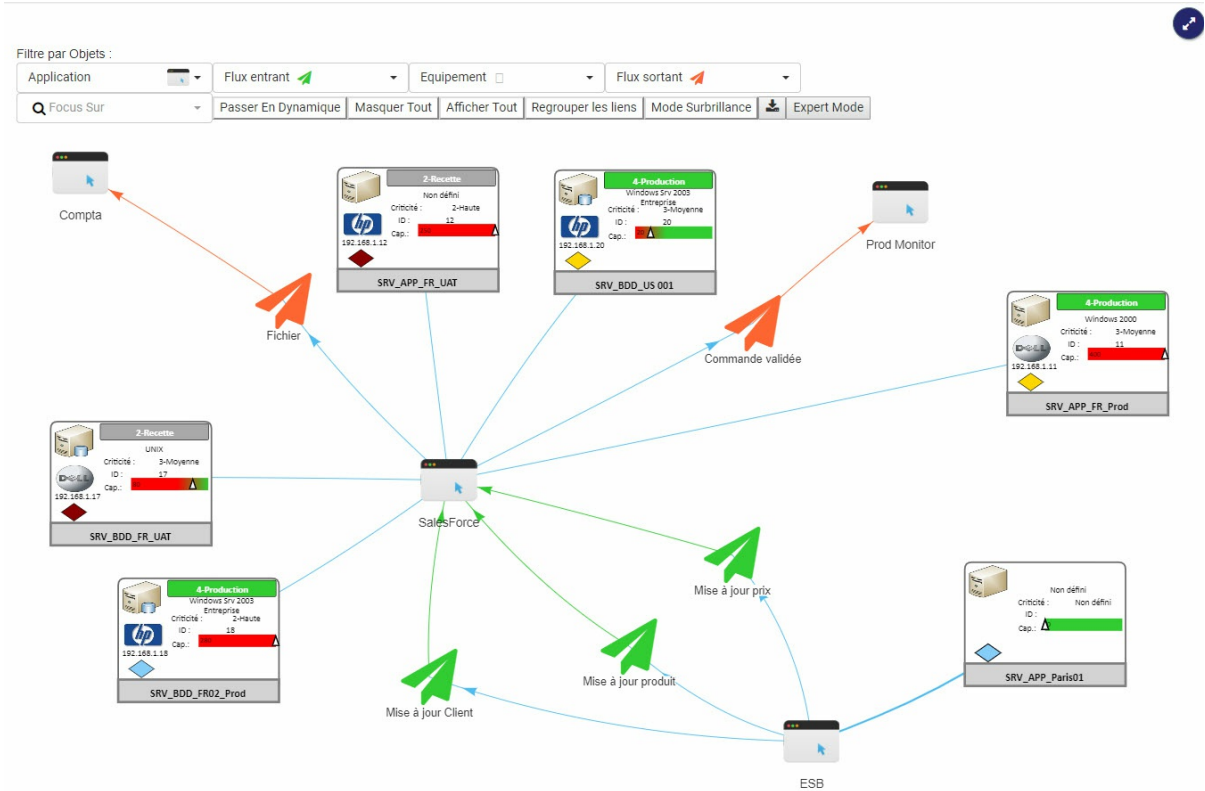 Filtre par Objets :
Application
Flux entrant
Equipement
Flux sortant
Focus Sur
Passer En Dynamique
Masquer Tout
Afficher Tout
Regrouper les liens
Mode Surbrillance
Expert Mode
Compta
2-Recette
Non défini
Criticité : 2-Haute
ID : 12
Cap.:
hp
192.168.1.12
SRV_APP_FR_UAT
4-Production
Windows Srv 2003
Entreprise
Criticité : 3-Moyenne
ID : 20
Cap.:
hp
192.168.1.20
SRV_BDD_US 001
Prod Monitor
Fichier
Commande validée
4-Production
Windows 2000
Criticité : 3-Moyenne
ID : 11
Cap.:
DELL
192.168.1.11
SRV_APP_FR_Prod
2-Recette
UNIX
Criticité : 3-Moyenne
ID : 17
Cap.:
DELL
192.168.1.17
SRV_BDD_FR_UAT
SalesForce
4-Production
Windows Srv 2003
Entreprise
Criticité : 2-Haute
ID : 18
Cap.:
hp
192.168.1.18
SRV_BDD_FR02_Prod
Mise à jour prix
Mise à jour produit
Mise à jour Client
Non défini
Criticité : Non défini
ID :
Cap.:
SRV_APP_Paris01
ESB